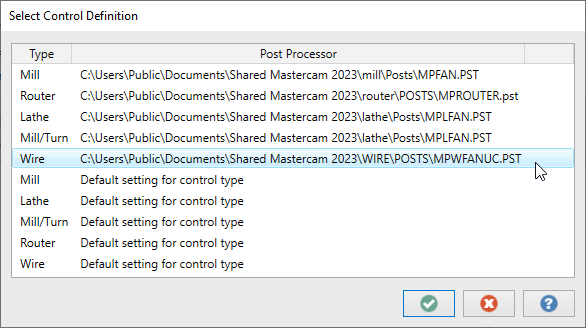 Select Control Definition
Type Post Processor
Mill C:\Users\Public\Documents\Shared Mastercam 2023\mill\Posts\MPFAN.PST
Router C:\Users\Public\Documents\Shared Mastercam 2023\router\POSTS\MPROUTER.pst
Lathe C:\Users\Public\Documents\Shared Mastercam 2023\lathe\Posts\MPLFAN.PST
Mill/Turn C:\Users\Public\Documents\Shared Mastercam 2023\lathe\Posts\MPLFAN.PST
Wire C:\Users\Public\Documents\Shared Mastercam 2023\WIRE\POSTS\MPWFANUC.PST
Mill Default setting for control type
Lathe Default setting for control type
Mill/Turn Default setting for control type
Router Default setting for control type
Wire Default setting for control type
?